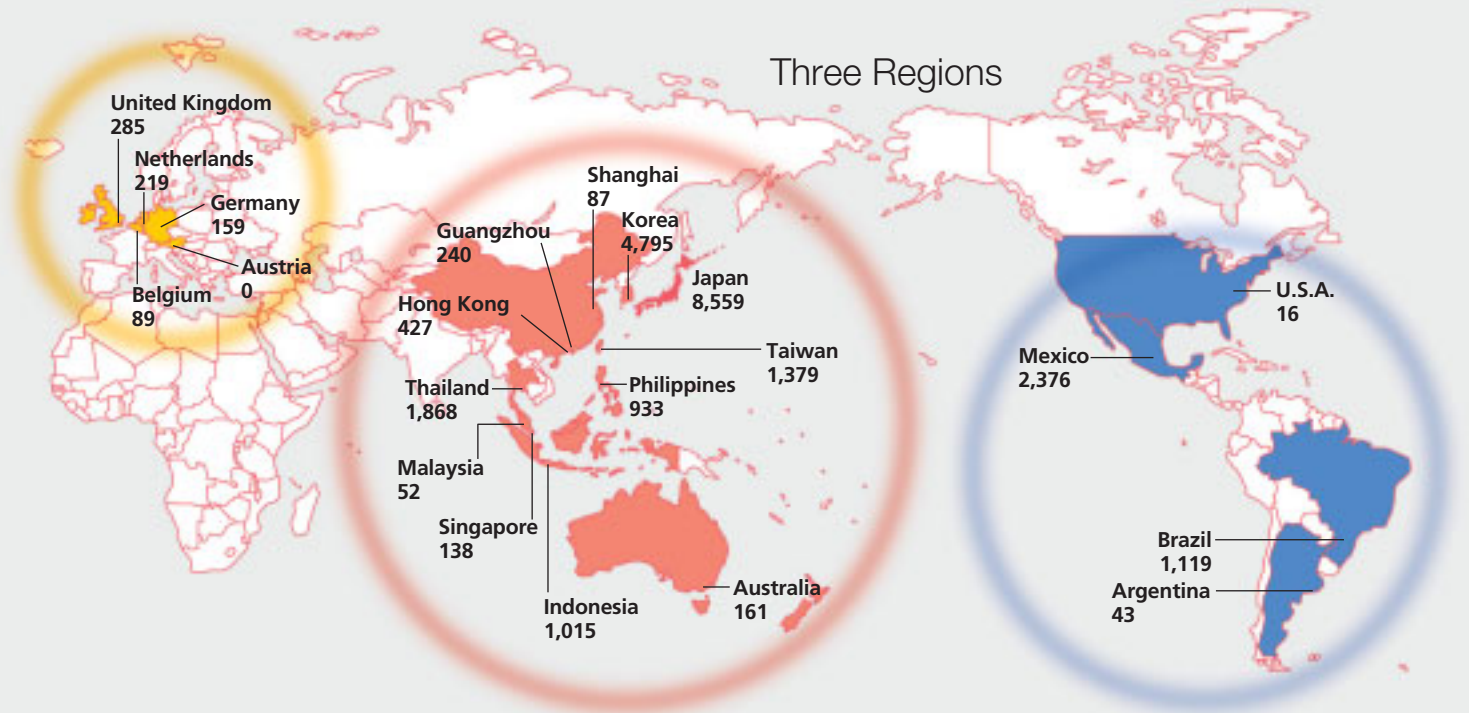 Three Regions
United Kingdom
285
Netherlands
219
Germany
159
Austria
0
Belgium
89
Shanghai
87
Korea
4,795
Guangzhou
240
Japan
8,559
Hong Kong
427
Taiwan
1,379
Thailand
1,868
Philippines
933
Malaysia
52
Singapore
138
Indonesia
1,015
Australia
161
U.S.A.
16
Mexico
2,376
Brazil
1,119
Argentina
43